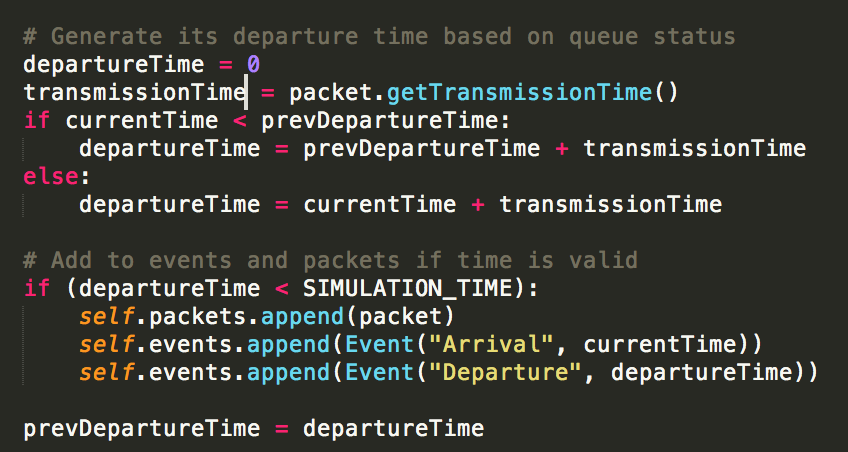 # Generate its departure time based on queue status
departureTime = 0
transmissionTime = packet.getTransmissionTime()
if currentTime < prevDepartureTime:
    departureTime = prevDepartureTime + transmissionTime
else:
    departureTime = currentTime + transmissionTime

# Add to events and packets if time is valid
if (departureTime < SIMULATION_TIME):
    self.packets.append(packet)
    self.events.append(Event("Arrival", currentTime))
    self.events.append(Event("Departure", departureTime))

prevDepartureTime = departureTime